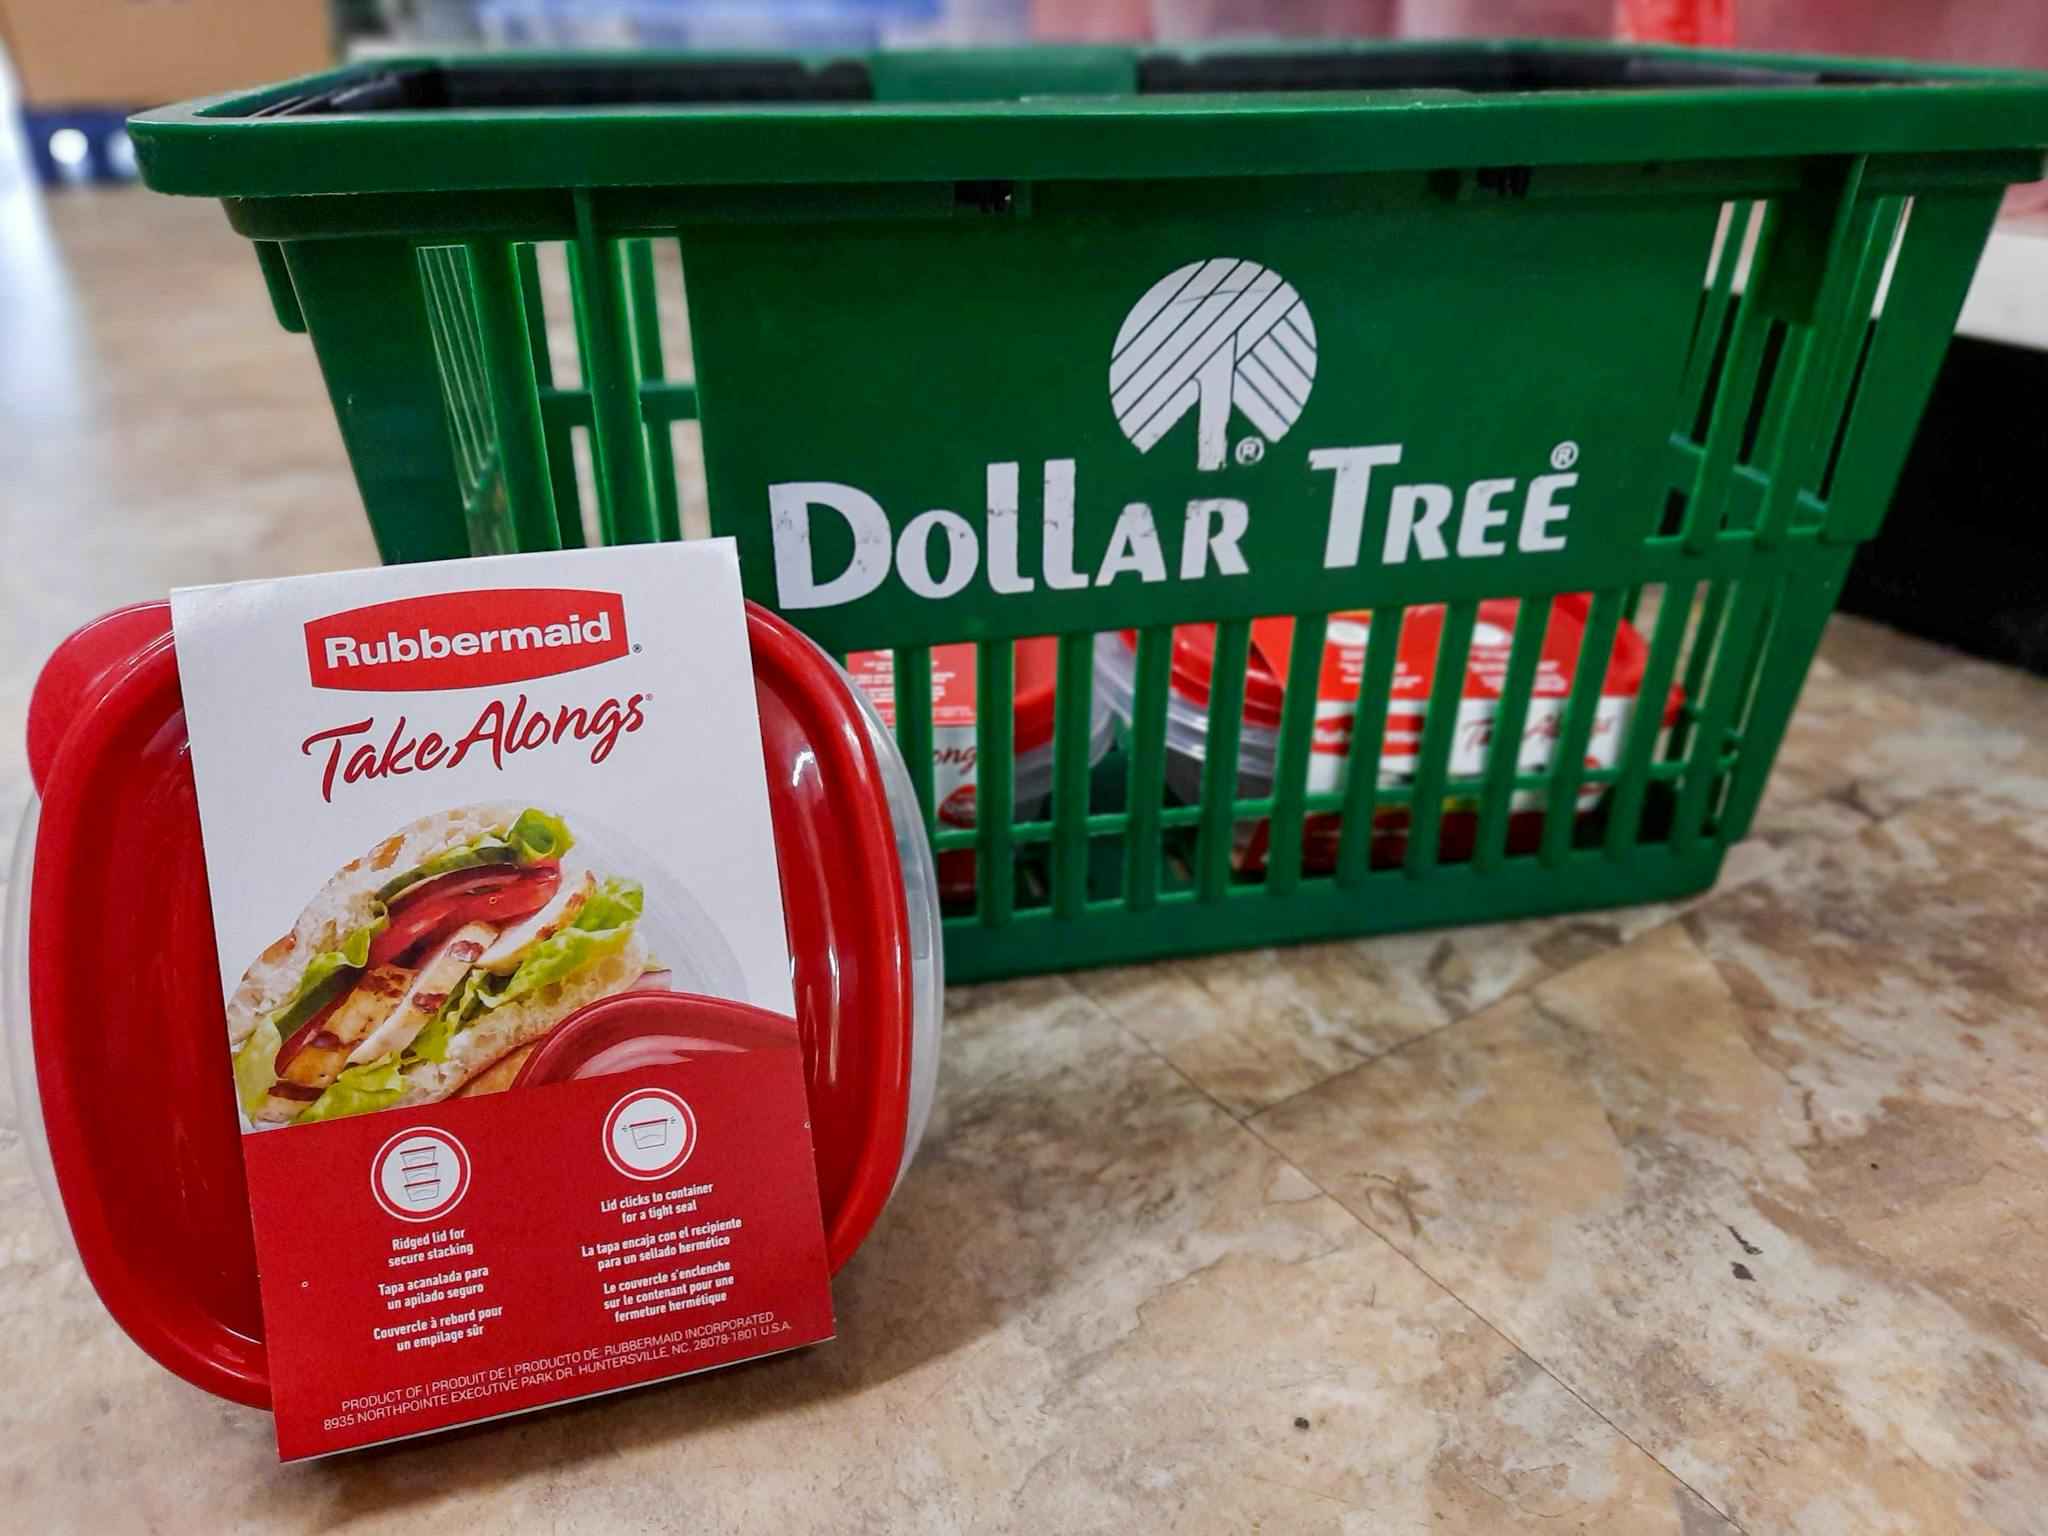 Dollar Tree®
®
Rubbermaid®
TakeAlongs®
Ridged lid for
secure stacking
Tapa acanalada para
un apilado seguro
Couvercle à rebord pour
un empilage sûr
Lid clicks to container
for a tight seal
La tapa encaja con el recipiente
para un sellado hermético
Le couvercle s'enclenche
sur le contenant pour une
fermeture hermétique
PRODUCT OF | PRODUIT DE | PRODUCTO DE: RUBBERMAID INCORPORATED
8935 NORTHPOINTE EXECUTIVE PARK DR. HUNTERSVILLE, NC, 28078-1801 U.S.A.